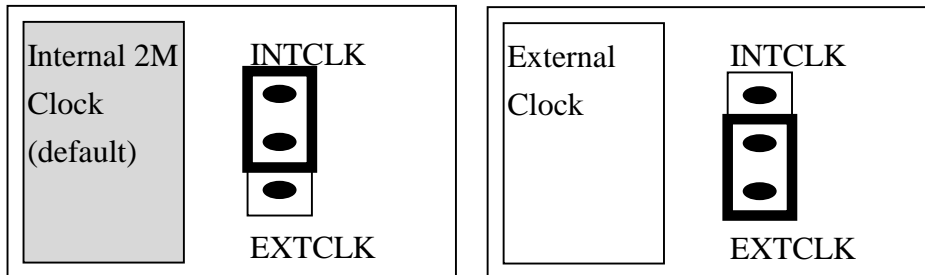 Internal 2M
Clock
(default)
INTCLK
EXTCLK
External
Clock
INTCLK
EXTCLK